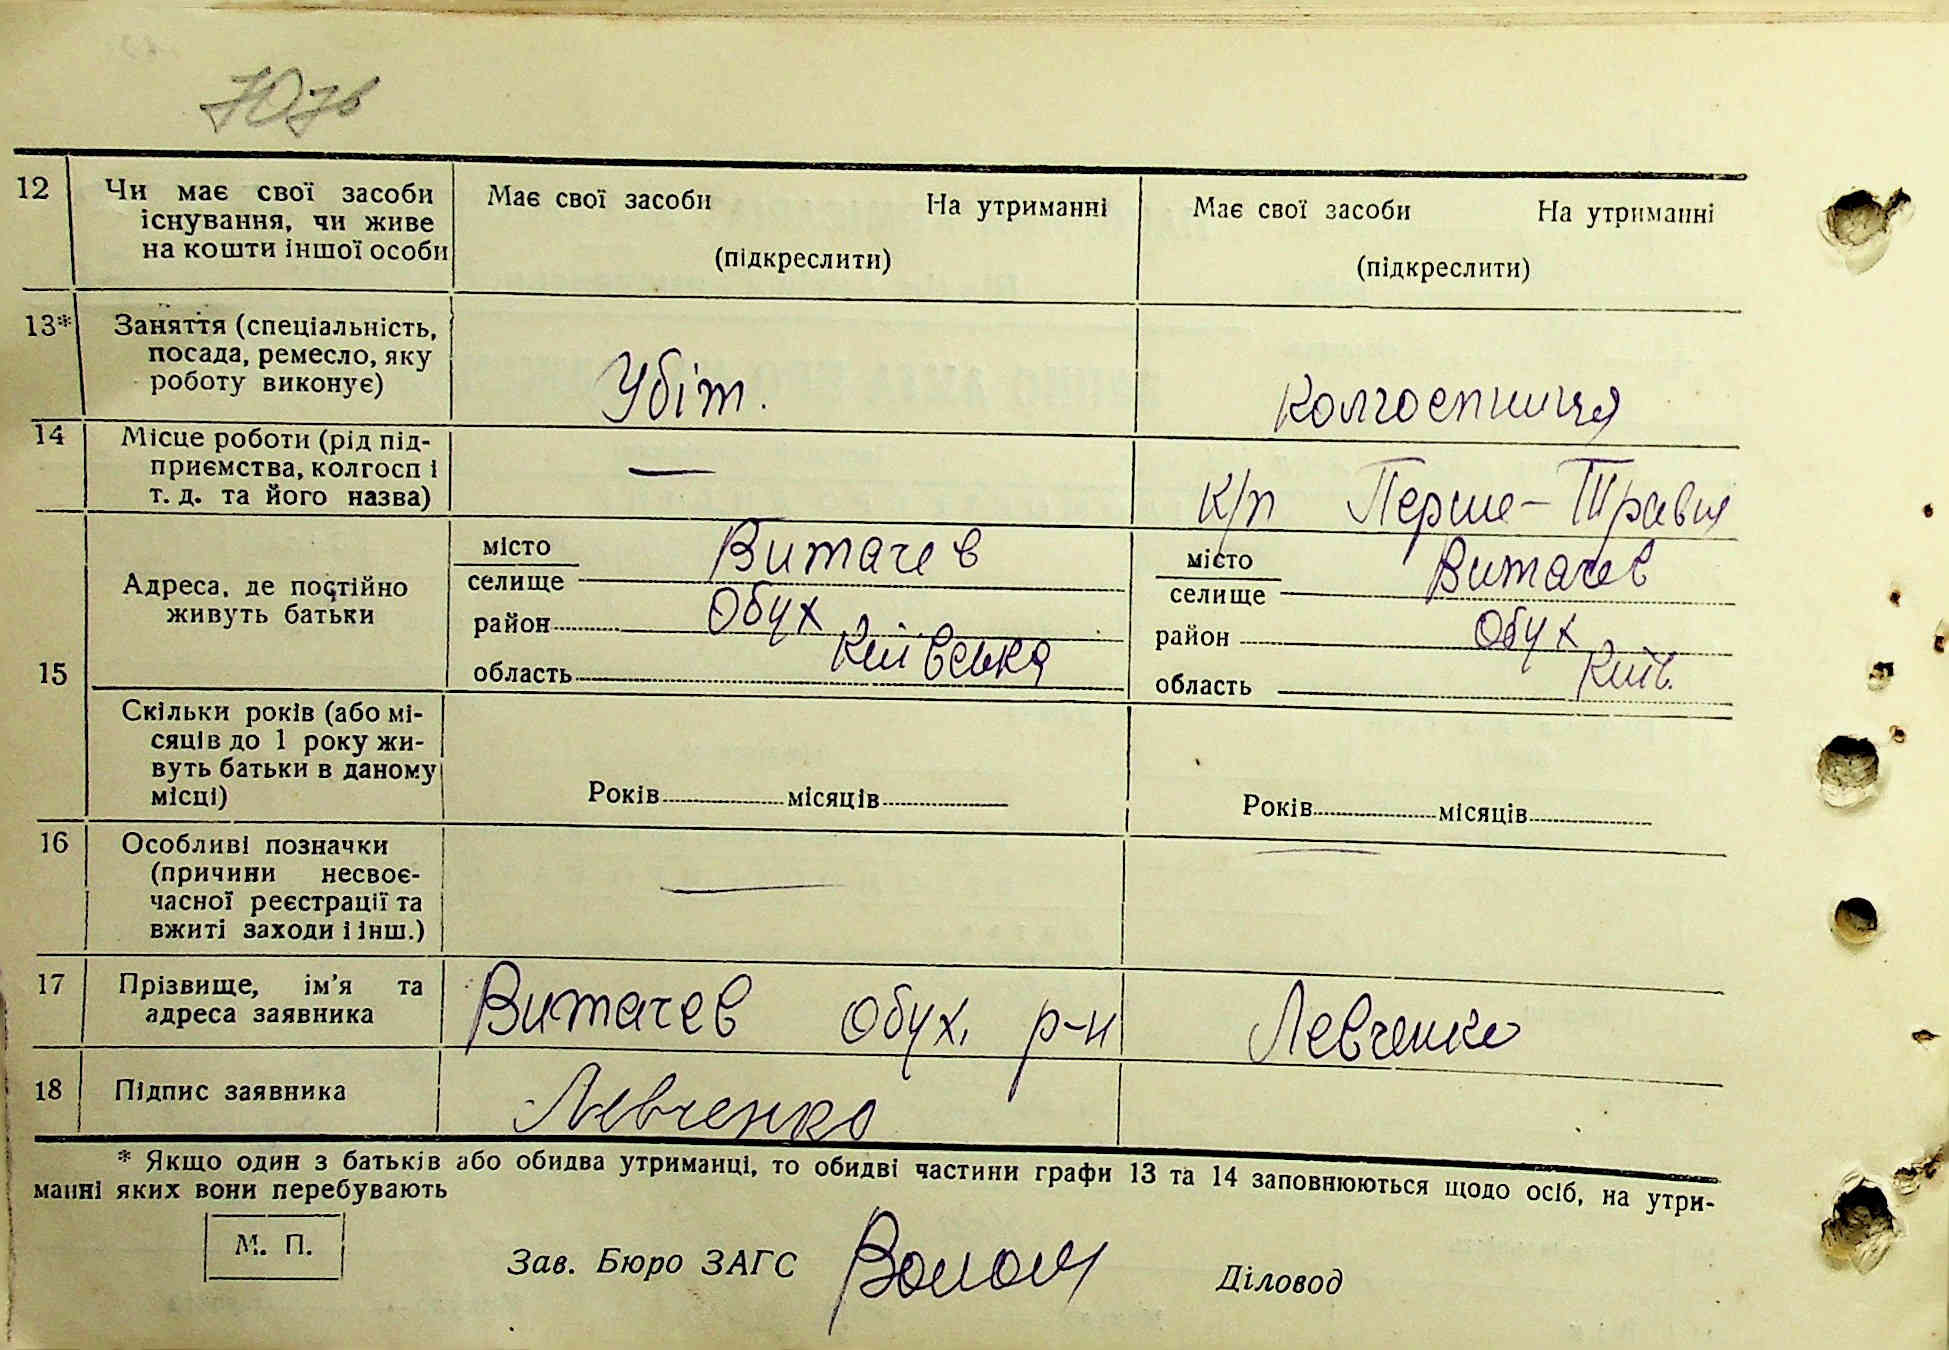 12 Чи має свої засоби існування, чи живе на кошти іншої особи
Має свої засоби На утриманні
(підкреслити)
Має свої засоби На утриманні
(підкреслити)
13* Заняття (спеціальність, посада, ремесло, яку роботу виконує)
Убіт.
Колгоспниця
14 Місце роботи (рід підприємства, колгосп і т. д. та його назва)
—
к/п Перше-Травня
15 Адреса, де постійно живуть батьки
місто
селище Витачев
район Обух
область Київська
місто
селище Витачев
район Обух
область Київ.
Скільки років (або місяців до 1 року живуть батьки в даному місці)
Років місяців
Років місяців
16 Особливі позначки (причини несвоєчасної реєстрації та вжиті заходи і інш.)
—
—
17 Прізвище, ім'я та адреса заявника
Витачев Обух. р-н Левченко
18 Підпис заявника
Левченко
* Якщо один з батьків або обидва утриманці, то обидві частини графи 13 та 14 заповнюються щодо осіб, на утри-
манні яких вони перебувають
М. П.
Зав. Бюро ЗАГС
Діловод